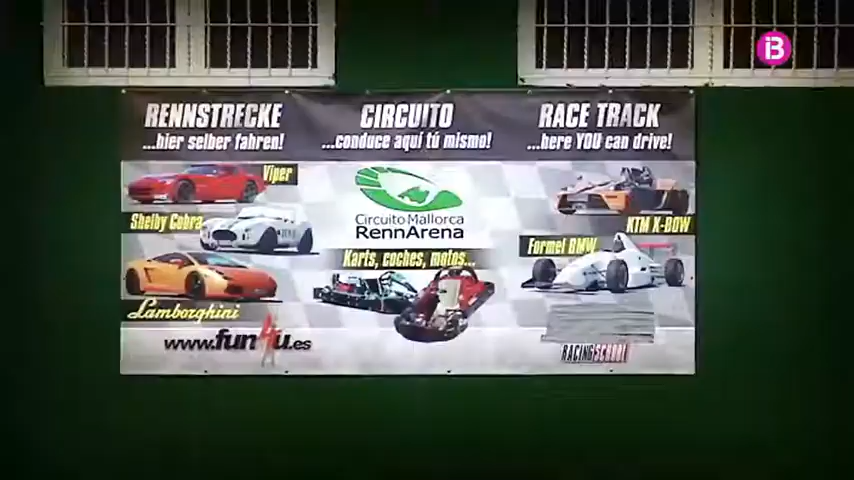 iB
RENNSTRECKE
...hier selber fahren!
CIRCUITO
...conduce aquí tú mismo!
RACE TRACK
...here YOU can drive!
Viper
Shelby Cobra
Lamborghini
www.fun4u.es
Circuito Mallorca
RennArena
Karts, coches, motos...
KTM X-BOW
Formel BMW
RACING SCHOOL